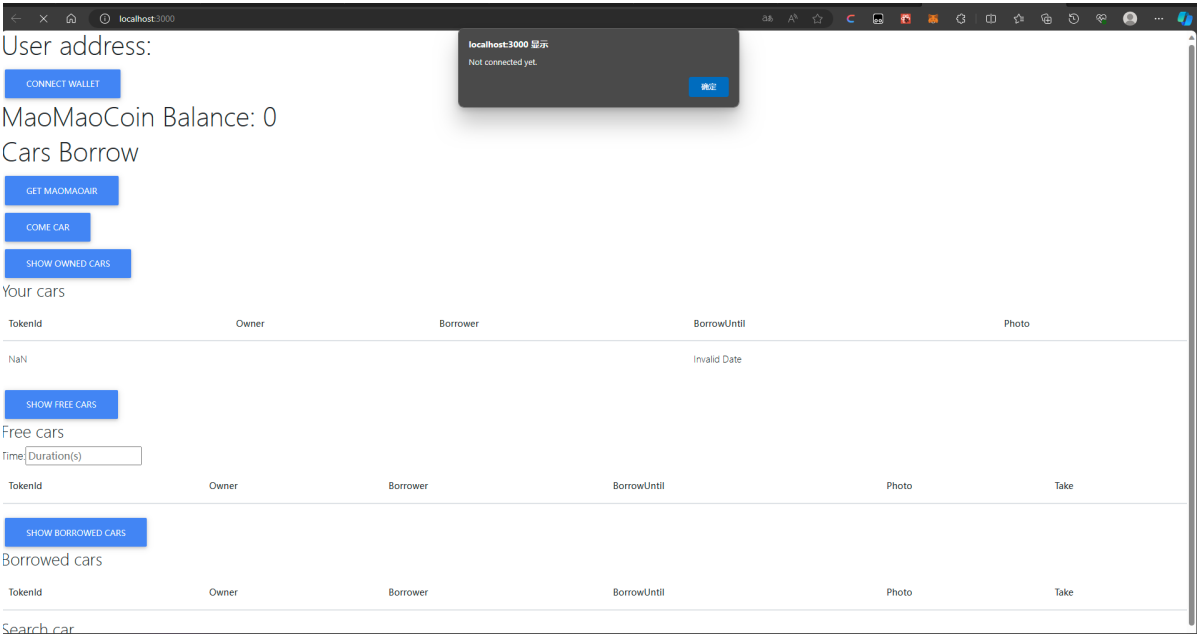 localhost:3000
localhost:3000 显示
Not connected yet.
确定
User address:
CONNECT WALLET
MaoMaoCoin Balance: 0
Cars Borrow
GET MAOMAOAIR
COME CAR
SHOW OWNED CARS
Your cars
TokenId Owner Borrower BorrowUntil Photo
NaN Invalid Date
SHOW FREE CARS
Free cars
Time: Duration(s)
TokenId Owner Borrower BorrowUntil Photo Take
SHOW BORROWED CARS
Borrowed cars
TokenId Owner Borrower BorrowUntil Photo Take
Search car